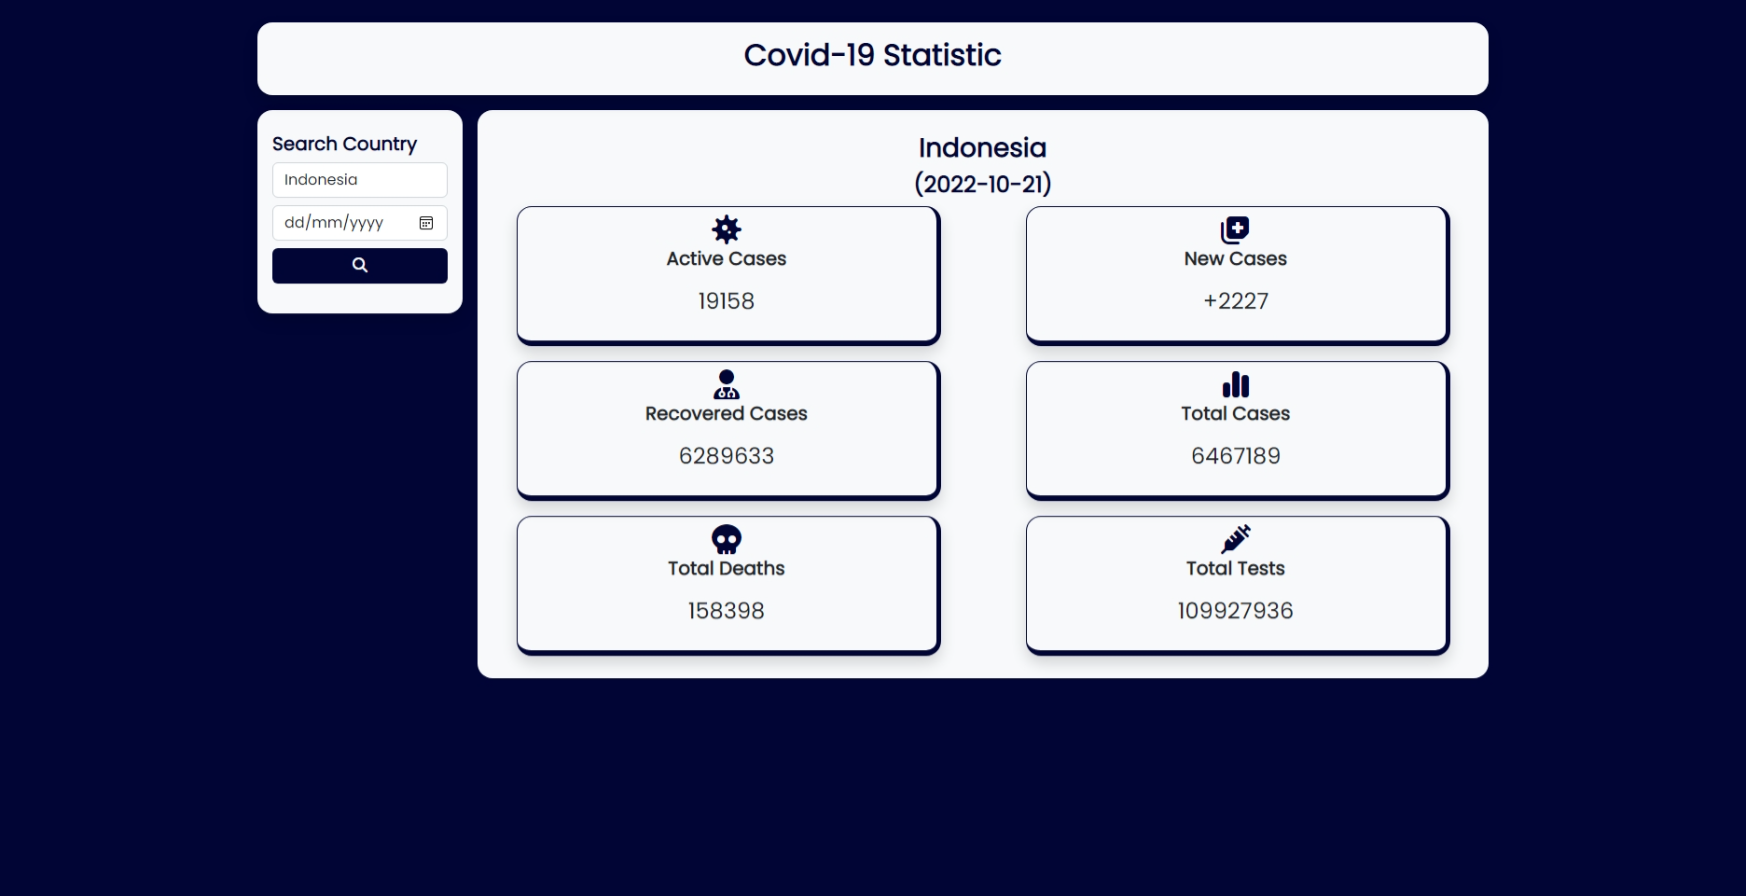 Covid-19 Statistic
Search Country
Indonesia
dd/mm/yyyy
Indonesia
(2022-10-21)
Active Cases
19158
New Cases
+2227
Recovered Cases
6289633
Total Cases
6467189
Total Deaths
158398
Total Tests
109927936